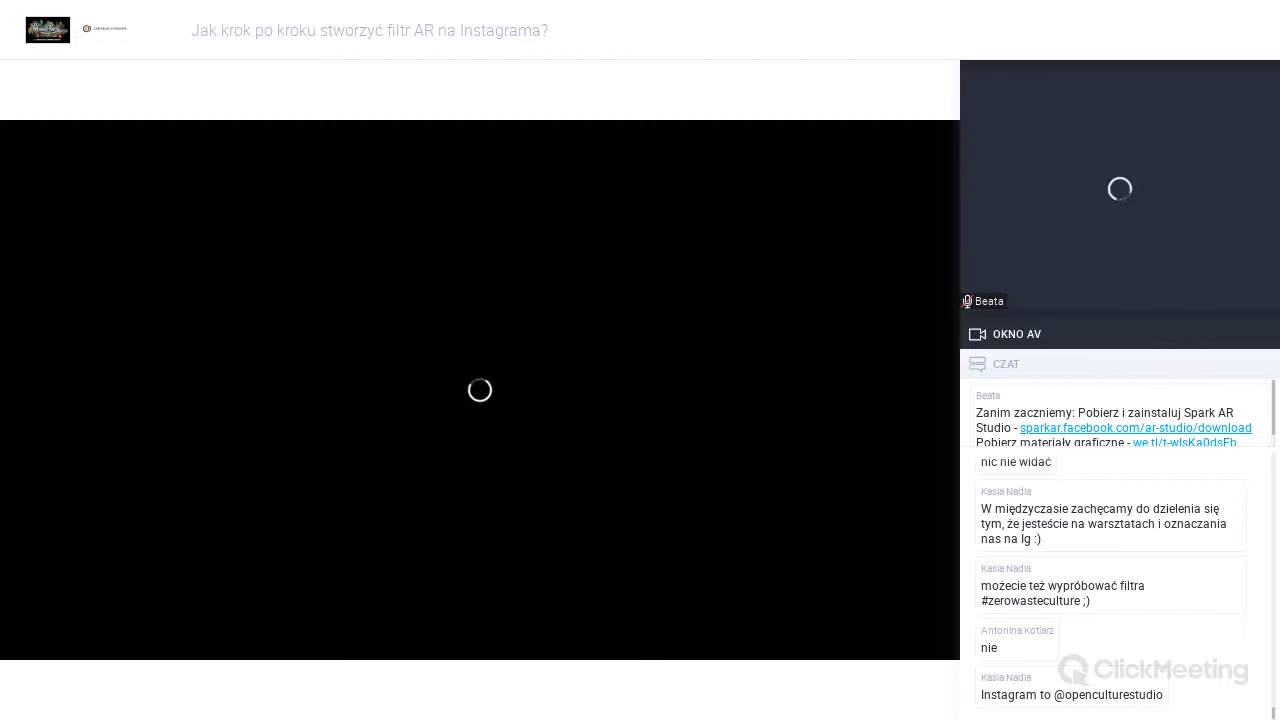 Jak krok po kroku stworzyć filtr AR na Instagrama?
Beata
OKNO AV
CZAT
Beata
Zanim zaczniemy: Pobierz i zainstaluj Spark AR
Studio - sparkar.facebook.com/ar-studio/download
Pobierz materiały graficzne -
nic nie widać
Kasia Nadia
W międzyczasie zachęcamy do dzielenia się
tym, że jesteście na warsztatach i oznaczania
nas na Ig :)
Kasia Nadia
możecie też wypróbować filtra
#zerowasteculture ;)
Antonina Kotlarz
nie
Kasia Nadia
Instagram to @openculturestudio
ClickMeeting